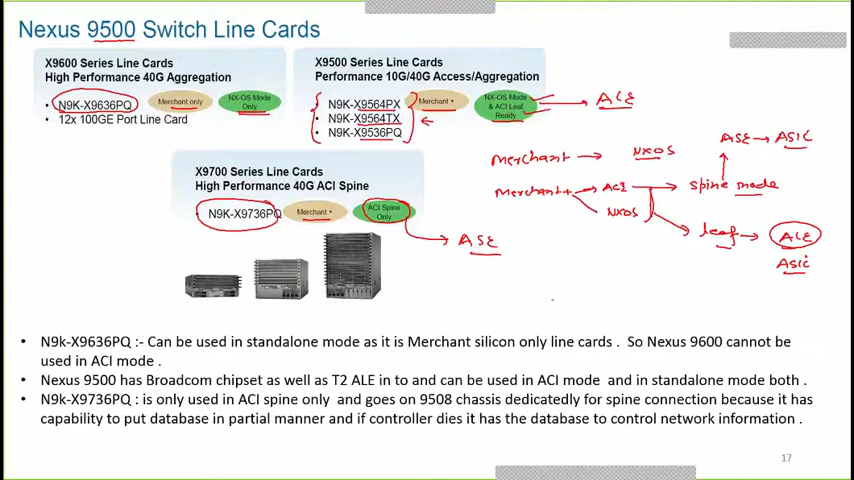 Nexus 9500 Switch Line Cards
X9600 Series Line Cards
High Performance 40G Aggregation
• N9K-X9636PQ
Merchant only
NX-OS Mode
Only
• 12x 100GE Port Line Card
X9500 Series Line Cards
Performance 10G/40G Access/Aggregation
• N9K-X9564PX
• N9K-X9564TX
• N9K-X9536PQ
Merchant +
NX-OS Mode
& ACI Leaf
Ready
ALE
X9700 Series Line Cards
High Performance 40G ACI Spine
• N9K-X9736PQ
Merchant +
ACI Spine
Only
ASE
Merchant → NXOS
Merchant+ → ACI
NXOS
ASE → ASIC
spine mode
leaf → ALE
ASIC
• N9k-X9636PQ :- Can be used in standalone mode as it is Merchant silicon only line cards . So Nexus 9600 cannot be
used in ACI mode .
• Nexus 9500 has Broadcom chipset as well as T2 ALE in to and can be used in ACI mode and in standalone mode both .
• N9k-X9736PQ : is only used in ACI spine only and goes on 9508 chassis dedicatedly for spine connection because it has
capability to put database in partial manner and if controller dies it has the database to control network information .
17